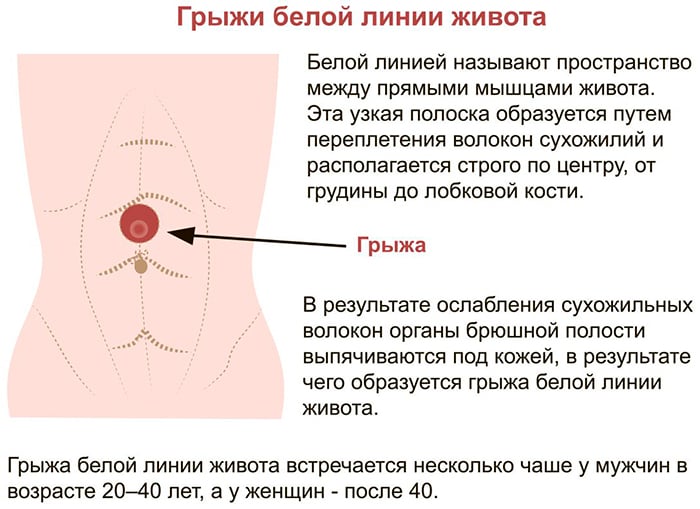 Грыжи белой линии живота
Белой линией называют пространство
между прямыми мышцами живота.
Эта узкая полоска образуется путем
переплетения волокон сухожилий и
располагается строго по центру, от
грудины до лобковой кости.
Грыжа
В результате ослабления сухожильных
волокон органы брюшной полости
выпячиваются под кожей, в результате
чего образуется грыжа белой линии
живота.
Грыжа белой линии живота встречается несколько чаше у мужчин в
возрасте 20–40 лет, а у женщин - после 40.